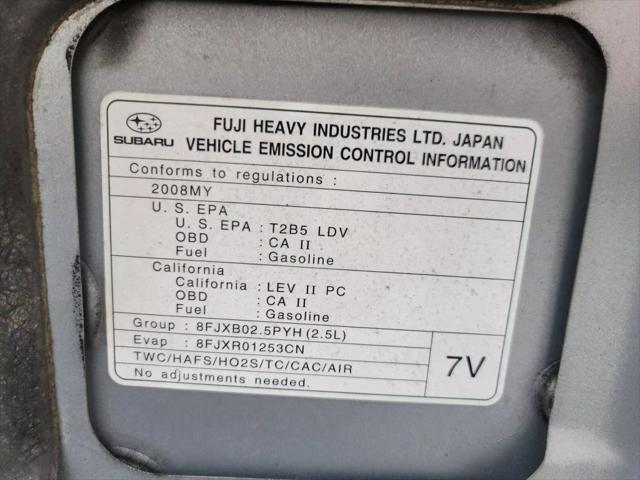 SUBARU
FUJI HEAVY INDUSTRIES LTD. JAPAN
VEHICLE EMISSION CONTROL INFORMATION
Conforms to regulations :
2008MY
U. S. EPA
U. S. EPA : T2B5 LDV
OBD : CA II
Fuel : Gasoline
California
California : LEV II PC
OBD : CA II
Fuel : Gasoline
Group : 8FJXB02.5PYH (2.5L)
Evap : 8FJXR01253CN
TWC/HAFS/HO2S/TC/CAC/AIR
No adjustments needed.
7V